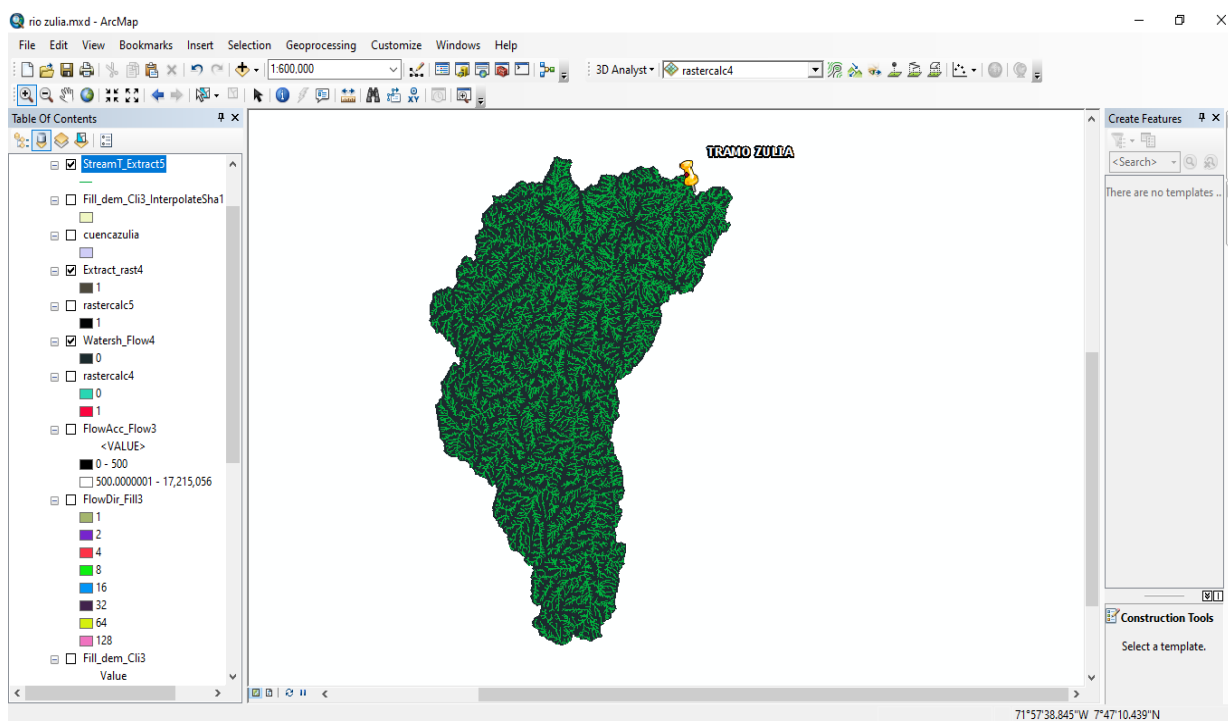 rio zulia.mxd - ArcMap
File Edit View Bookmarks Insert Selection Geoprocessing Customize Windows Help
1:600,000
3D Analyst
rastercalc4
Table Of Contents
StreamT_Extract5
Fill_dem_Cli3_InterpolateSha1
cuencazulia
Extract_rast4
1
rastercalc5
1
Watersh_Flow4
0
rastercalc4
0
1
FlowAcc_Flow3
<VALUE>
0 - 500
500.0000001 - 17,215,056
FlowDir_Fill3
1
2
4
8
16
32
64
128
Fill_dem_Cli3
Value
TRAMO ZULIA
Create Features
<Search>
There are no templates ..
Construction Tools
Select a template.
71°57'38.845"W 7°47'10.439"N